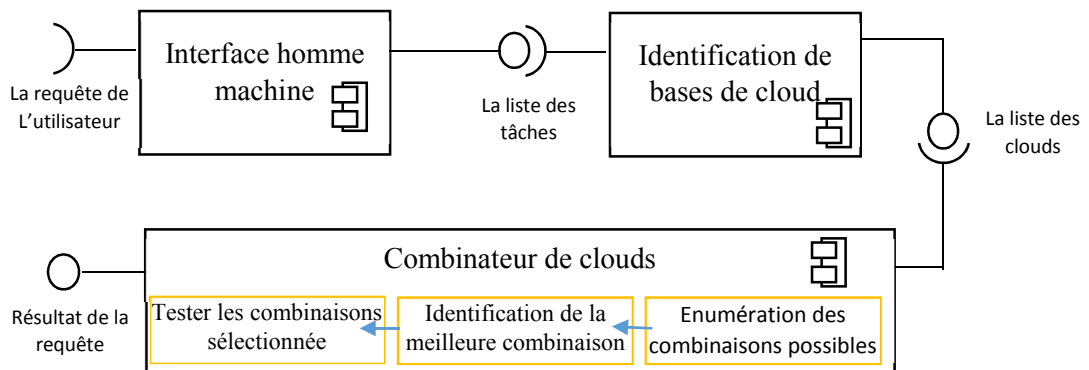 Interface homme
machine
Identification de
bases de cloud
La requête de
L’utilisateur
La liste des
tâches
La liste des
clouds
Combinateur de clouds
Résultat de la
requête
Tester les combinaisons
sélectionnée
Identification de la
meilleure combinaison
Enumération des
combinaisons possibles